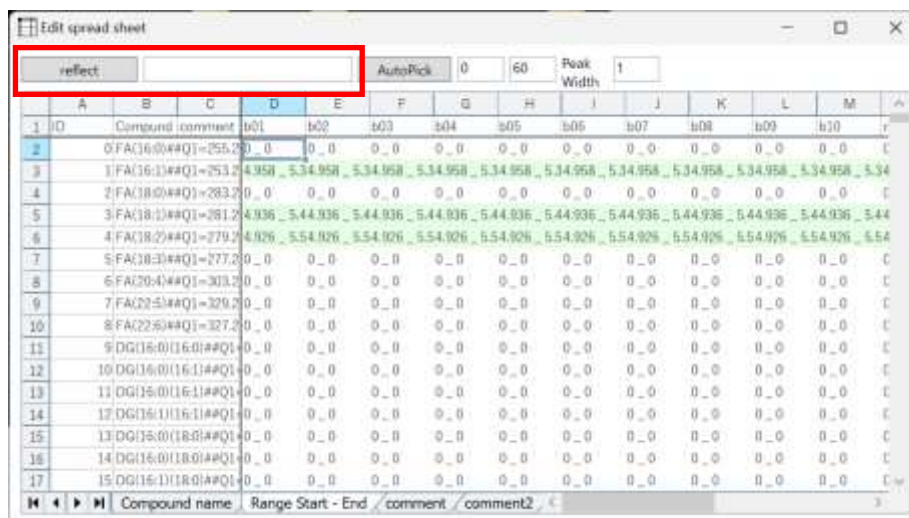 Edit spread sheet
reflect AutoPick 0 60 Peak Width 1
A B C D E F G H I J K L M
1 ID Compund comment b01 b02 b03 b04 b05 b06 b07 b08 b09 b10
2 0 FA(16:0)##Q1=255.2 0_0 0_0 0_0 0_0 0_0 0_0 0_0 0_0 0_0 0_0
3 1 FA(16:1)##Q1=253.2 4.958_5.3 4.958_5.3 4.958_5.3 4.958_5.3 4.958_5.3 4.958_5.3 4.958_5.3 4.958_5.3 4.958_5.3 4.958_5.3
4 2 FA(18:0)##Q1=283.2 0_0 0_0 0_0 0_0 0_0 0_0 0_0 0_0 0_0 0_0
5 3 FA(18:1)##Q1=281.2 4.936_5.4 4.936_5.4 4.936_5.4 4.936_5.4 4.936_5.4 4.936_5.4 4.936_5.4 4.936_5.4 4.936_5.4 4.936_5.4
6 4 FA(18:2)##Q1=279.2 4.926_5.5 4.926_5.5 4.926_5.5 4.926_5.5 4.926_5.5 4.926_5.5 4.926_5.5 4.926_5.5 4.926_5.5 4.926_5.5
7 5 FA(18:3)##Q1=277.2 0_0 0_0 0_0 0_0 0_0 0_0 0_0 0_0 0_0 0_0
8 6 FA(20:4)##Q1=303.2 0_0 0_0 0_0 0_0 0_0 0_0 0_0 0_0 0_0 0_0
9 7 FA(22:5)##Q1=329.2 0_0 0_0 0_0 0_0 0_0 0_0 0_0 0_0 0_0 0_0
10 8 FA(22:6)##Q1=327.2 0_0 0_0 0_0 0_0 0_0 0_0 0_0 0_0 0_0 0_0
11 9 DG(16:0)(16:0)##Q1= 0_0 0_0 0_0 0_0 0_0 0_0 0_0 0_0 0_0 0_0
12 10 DG(16:0)(16:1)##Q1= 0_0 0_0 0_0 0_0 0_0 0_0 0_0 0_0 0_0 0_0
13 11 DG(16:0)(16:1)##Q1= 0_0 0_0 0_0 0_0 0_0 0_0 0_0 0_0 0_0 0_0
14 12 DG(16:1)(16:1)##Q1= 0_0 0_0 0_0 0_0 0_0 0_0 0_0 0_0 0_0 0_0
15 13 DG(16:0)(18:0)##Q1= 0_0 0_0 0_0 0_0 0_0 0_0 0_0 0_0 0_0 0_0
16 14 DG(16:0)(18:0)##Q1= 0_0 0_0 0_0 0_0 0_0 0_0 0_0 0_0 0_0 0_0
17 15 DG(16:1)(18:0)##Q1= 0_0 0_0 0_0 0_0 0_0 0_0 0_0 0_0 0_0 0_0
Compound name Range Start - End comment comment2